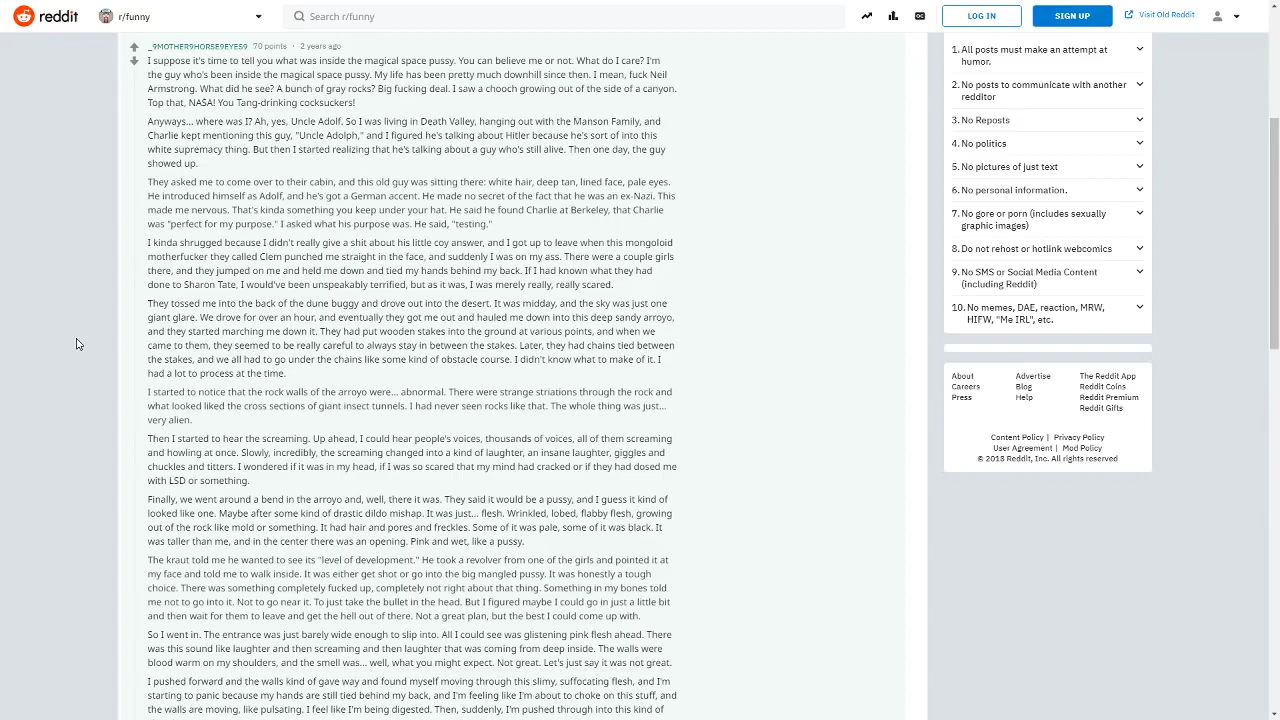 reddit r/funny Search r/funny LOG IN SIGN UP Visit Old Reddit
_9MOTHER9HORSE9EYES9 70 points · 2 years ago
I suppose it's time to tell you what was inside the magical space pussy. You can believe me or not. What do I care? I'm
the guy who's been inside the magical space pussy. My life has been pretty much downhill since then. I mean, fuck Neil
Armstrong. What did he see? A bunch of gray rocks? Big fucking deal. I saw a chooch growing out of the side of a canyon.
Top that, NASA! You Tang-drinking cocksuckers!
Anyways... where was I? Ah, yes, Uncle Adolf. So I was living in Death Valley, hanging out with the Manson Family, and
Charlie kept mentioning this guy, "Uncle Adolph," and I figured he's talking about Hitler because he's sort of into this
white supremacy thing. But then I started realizing that he's talking about a guy who's still alive. Then one day, the guy
showed up.
They asked me to come over to their cabin, and this old guy was sitting there: white hair, deep tan, lined face, pale eyes.
He introduced himself as Adolf, and he's got a German accent. He made no secret of the fact that he was an ex-Nazi. This
made me nervous. That's kinda something you keep under your hat. He said he found Charlie at Berkeley, that Charlie
was "perfect for my purpose." I asked what his purpose was. He said, "testing."
I kinda shrugged because I didn't really give a shit about his little coy answer, and I got up to leave when this mongoloid
motherfucker they called Clem punched me straight in the face, and suddenly I was on my ass. There were a couple girls
there, and they jumped on me and held me down and tied my hands behind my back. If I had known what they had
done to Sharon Tate, I would've been unspeakably terrified, but as it was, I was merely really, really scared.
They tossed me into the back of the dune buggy and drove out into the desert. It was midday, and the sky was just one
giant glare. We drove for over an hour, and eventually they got me out and hauled me down into this deep sandy arroyo,
and they started marching me down it. They had put wooden stakes into the ground at various points, and when we
came to them, they seemed to be really careful to always stay in between the stakes. Later, they had chains tied between
the stakes, and we all had to go under the chains like some kind of obstacle course. I didn't know what to make of it. I
had a lot to process at the time.
I started to notice that the rock walls of the arroyo were... abnormal. There were strange striations through the rock and
what looked liked the cross sections of giant insect tunnels. I had never seen rocks like that. The whole thing was just...
very alien.
Then I started to hear the screaming. Up ahead, I could hear people's voices, thousands of voices, all of them screaming
and howling at once. Slowly, incredibly, the screaming changed into a kind of laughter, an insane laughter, giggles and
chuckles and titters. I wondered if it was in my head, if I was so scared that my mind had cracked or if they had dosed me
with LSD or something.
Finally, we went around a bend in the arroyo and, well, there it was. They said it would be a pussy, and I guess it kind of
looked like one. Maybe after some kind of drastic dildo mishap. It was just... flesh. Wrinkled, lobed, flabby flesh, growing
out of the rock like mold or something. It had hair and pores and freckles. Some of it was pale, some of it was black. It
was taller than me, and in the center there was an opening. Pink and wet, like a pussy.
The kraut told me he wanted to see its "level of development." He took a revolver from one of the girls and pointed it at
my face and told me to walk inside. It was either get shot or go into the big mangled pussy. It was honestly a tough
choice. There was something completely fucked up, completely not right about that thing. Something in my bones told
me not to go into it. Not to go near it. To just take the bullet in the head. But I figured maybe I could go in just a little bit
and then wait for them to leave and get the hell out of there. Not a great plan, but the best I could come up with.
So I went in. The entrance was just barely wide enough to slip into. All I could see was glistening pink flesh ahead. There
was this sound like laughter and then screaming and then laughter that was coming from deep inside. The walls were
blood warm on my shoulders, and the smell was... well, what you might expect. Not great. Let's just say it was not great.
I pushed forward and the walls kind of gave way and found myself moving through this slimy, suffocating flesh, and I'm
starting to panic because my hands are still tied behind my back, and I'm feeling like I'm about to choke on this stuff, and
the walls are moving, like pulsating. I feel like I'm being digested. Then, suddenly, I'm pushed through into this kind of
1. All posts must make an attempt at
humor.
2. No posts to communicate with another
redditor
3. No Reposts
4. No politics
5. No pictures of just text
6. No personal information.
7. No gore or porn (includes sexually
graphic images)
8. Do not rehost or hotlink webcomics
9. No SMS or Social Media Content
(including Reddit)
10. No memes, DAE, reaction, MRW,
HIFW, "Me IRL", etc.
About Advertise The Reddit App
Careers Blog Reddit Coins
Press Help Reddit Premium
Reddit Gifts
Content Policy | Privacy Policy
User Agreement | Mod Policy
© 2018 Reddit, Inc. All rights reserved